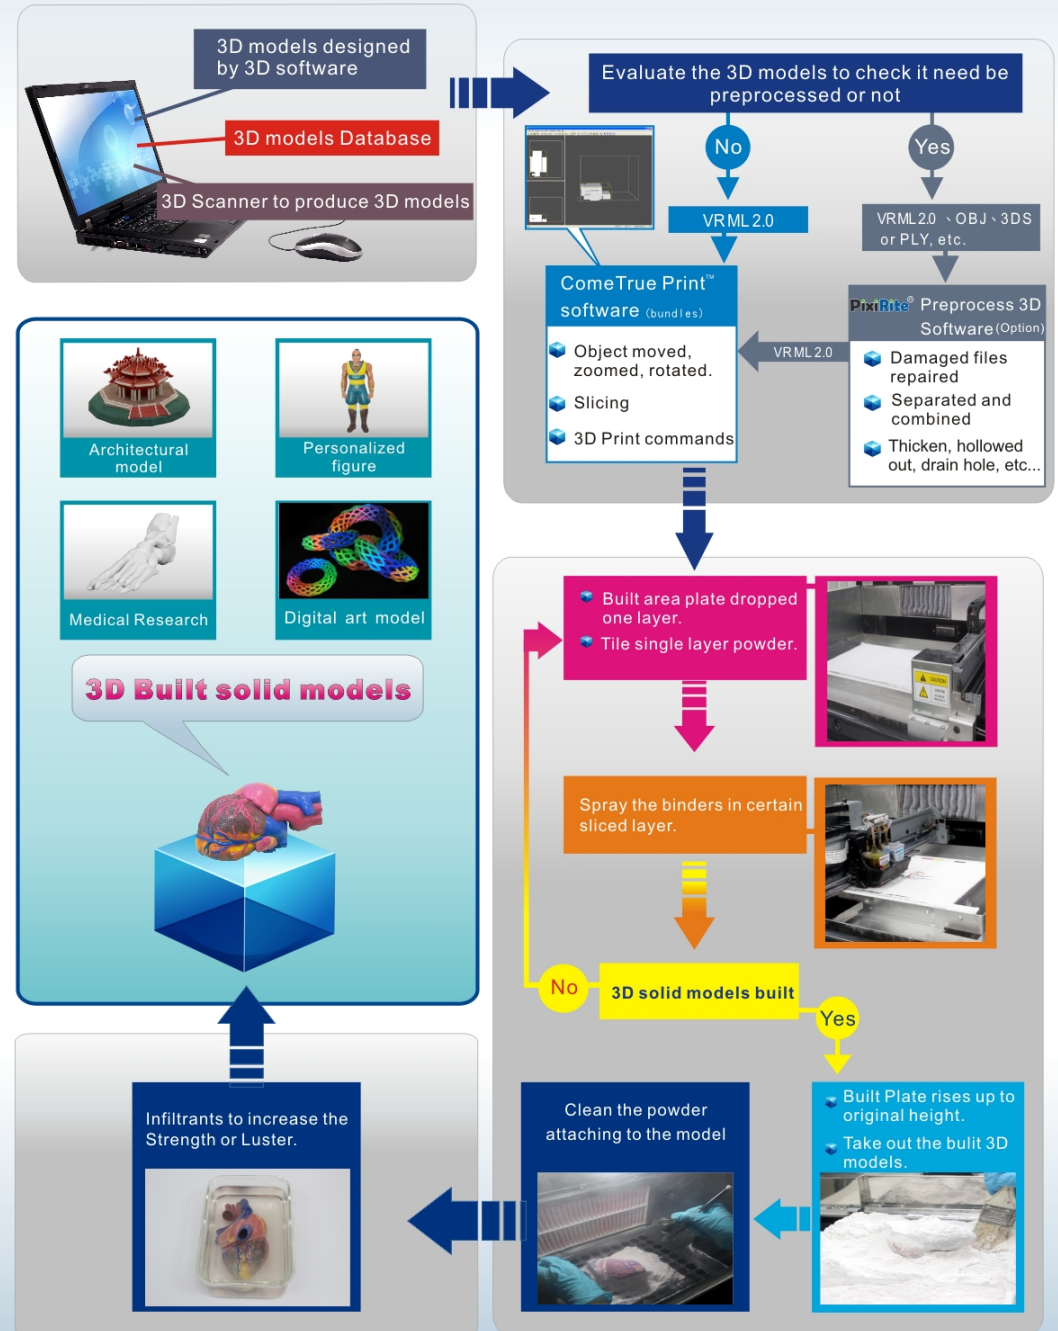 3D models designed
by 3D software
3D models Database
3D Scanner to produce 3D models
Evaluate the 3D models to check it need be
preprocessed or not
No
Yes
VRML2.0
VRML2.0 、OBJ、3DS
or PLY, etc.
ComeTrue Print™
software (bundles)
Object moved,
zoomed, rotated.
Slicing
3D Print commands
VRML2.0
PixiRite® Preprocess 3D
Software(Option)
Damaged files
repaired
Separated and
combined
Thicken, hollowed
out, drain hole, etc...
Architectural
model
Personalized
figure
Medical Research
Digital art model
3D Built solid models
Built area plate dropped
one layer.
Tile single layer powder.
CAUTION
Spray the binders in certain
sliced layer.
No
3D solid models built
Yes
Built Plate rises up to
original height.
Take out the bulit 3D
models.
Clean the powder
attaching to the model
Infiltrants to increase the
Strength or Luster.